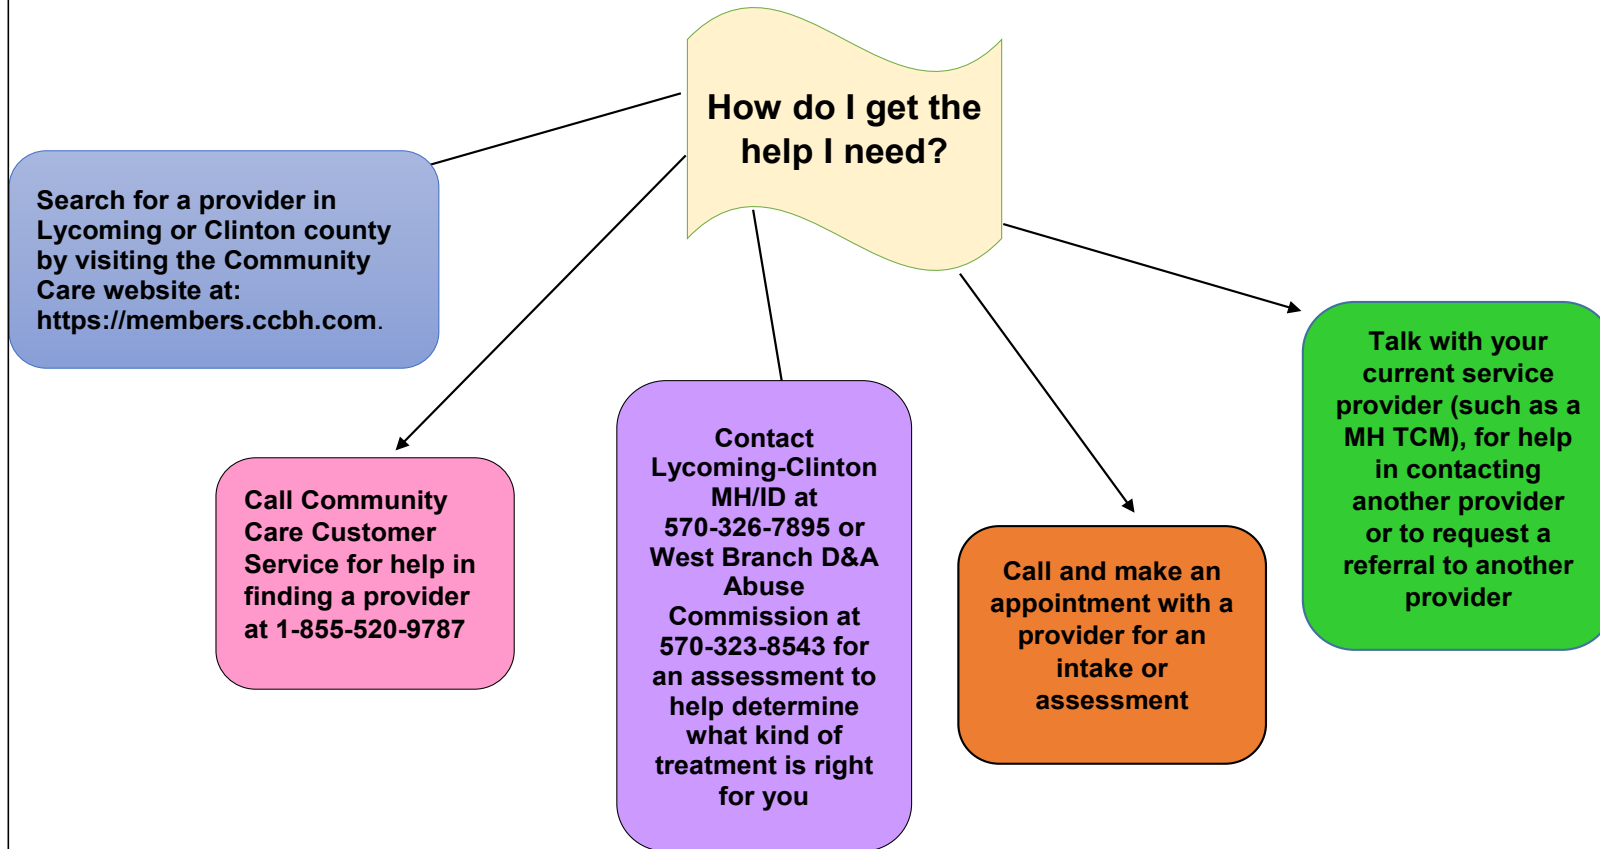 How do I get the
help I need?
Search for a provider in
Lycoming or Clinton county
by visiting the Community
Care website at:
https://members.ccbh.com.
Call Community
Care Customer
Service for help in
finding a provider
at 1-855-520-9787
Contact
Lycoming-Clinton
MH/ID at
570-326-7895 or
West Branch D&A
Abuse
Commission at
570-323-8543 for
an assessment to
help determine
what kind of
treatment is right
for you
Call and make an
appointment with a
provider for an
intake or
assessment
Talk with your
current service
provider (such as a
MH TCM), for help
in contacting
another provider
or to request a
referral to another
provider